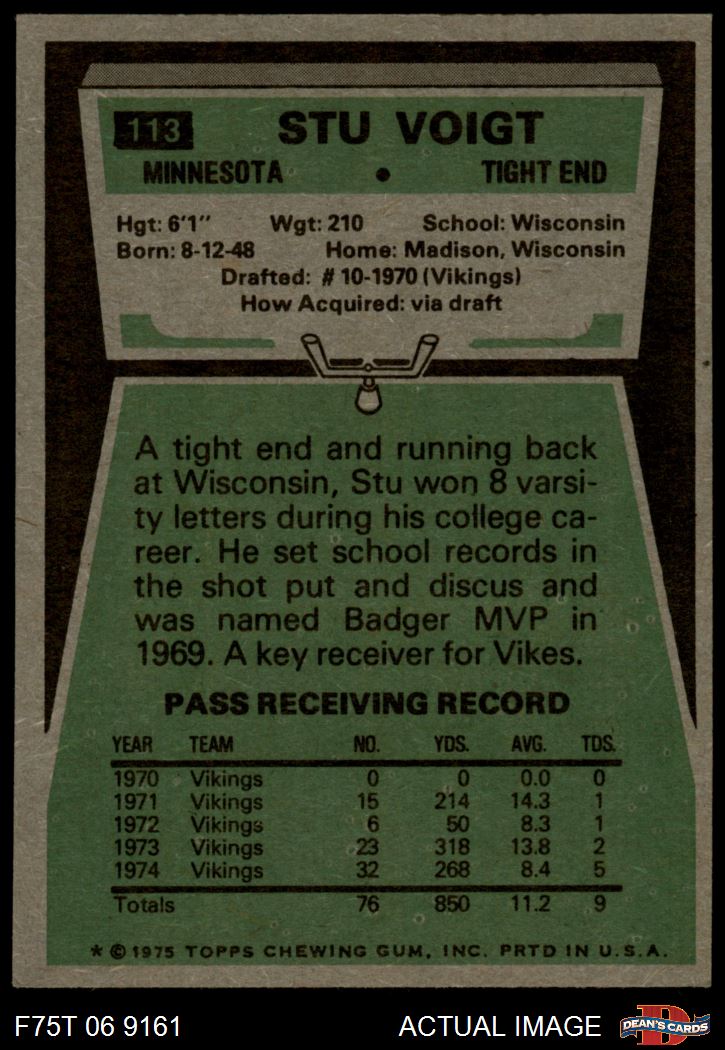 113 STU VOIGT
MINNESOTA • TIGHT END
Hgt: 6'1" Wgt: 210 School: Wisconsin
Born: 8-12-48 Home: Madison, Wisconsin
Drafted: # 10-1970 (Vikings)
How Acquired: via draft
A tight end and running back
at Wisconsin, Stu won 8 varsi-
ty letters during his college ca-
reer. He set school records in
the shot put and discus and
was named Badger MVP in
1969. A key receiver for Vikes.
PASS RECEIVING RECORD
YEAR TEAM NO. YDS. AVG. TDS.
1970 Vikings 0 0 0.0 0
1971 Vikings 15 214 14.3 1
1972 Vikings 6 50 8.3 1
1973 Vikings 23 318 13.8 2
1974 Vikings 32 268 8.4 5
Totals 76 850 11.2 9
* © 1975 TOPPS CHEWING GUM, INC. PRTD IN U.S.A.
F75T 06 9161 ACTUAL IMAGE DEAN'S CARDS